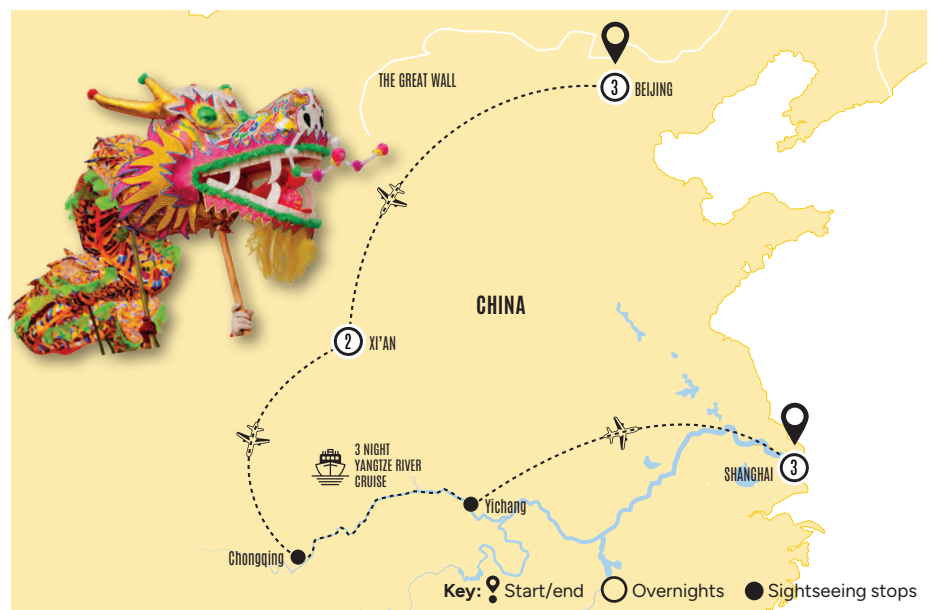 THE GREAT WALL
3 BEIJING
CHINA
2 XI'AN
3 NIGHT
YANGTZE RIVER
CRUISE
SHANGHAI 3
Yichang
Chongqing
Key: Start/end Overnights Sightseeing stops